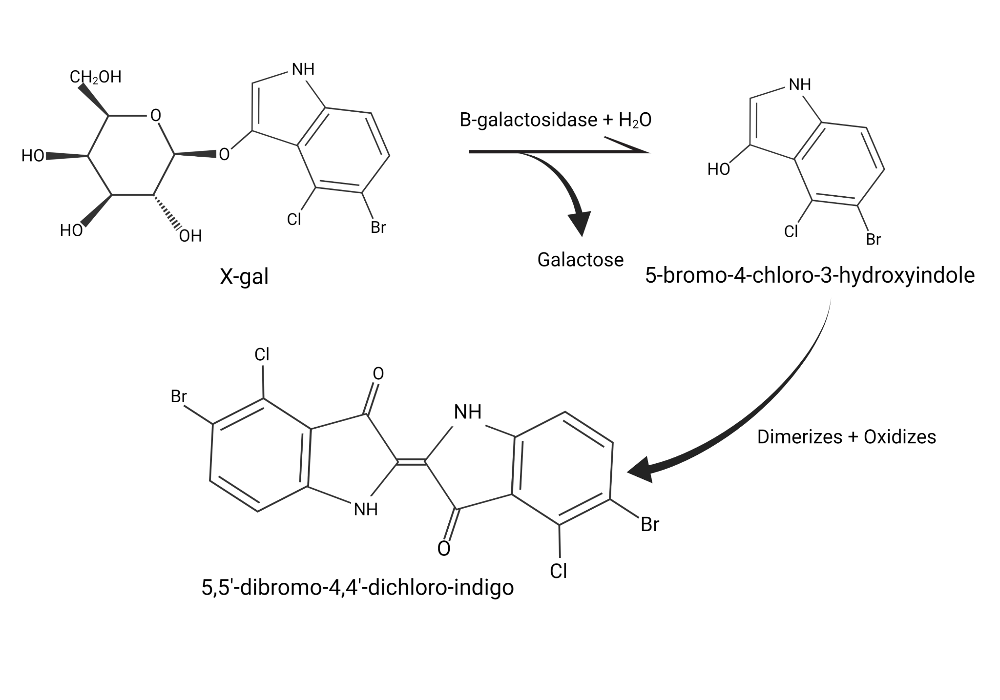 CH₂OH
O
HO
HO
OH
O
NH
Cl
Br
X-gal
B-galactosidase + H₂O
Galactose
NH
HO
Cl
Br
5-bromo-4-chloro-3-hydroxyindole
Dimerizes + Oxidizes
Cl
Br
O
NH
NH
O
Br
Cl
5,5'-dibromo-4,4'-dichloro-indigo